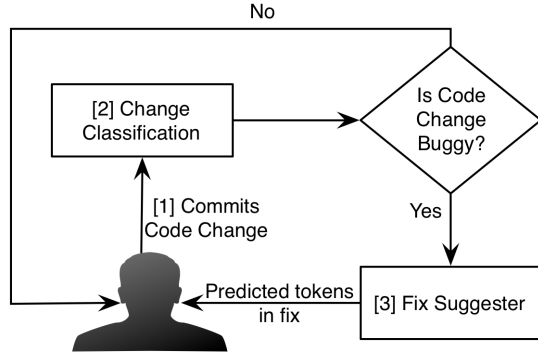 No
[2] Change
Classification
Is Code
Change
Buggy?
[1] Commits
Code Change
Yes
Predicted tokens
in fix
[3] Fix Suggester